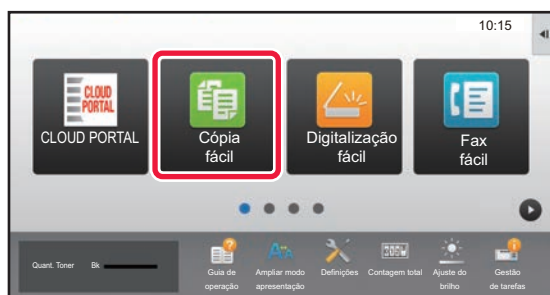 10:15
CLOUD
PORTAL
CLOUD PORTAL
Cópia
fácil
Digitalização
fácil
Fax
fácil
Quant. Toner
Bk
Guia de
operação
Ampliar modo
apresentação
Definições
Contagem total
Ajuste do
brilho
Gestão
de tarefas